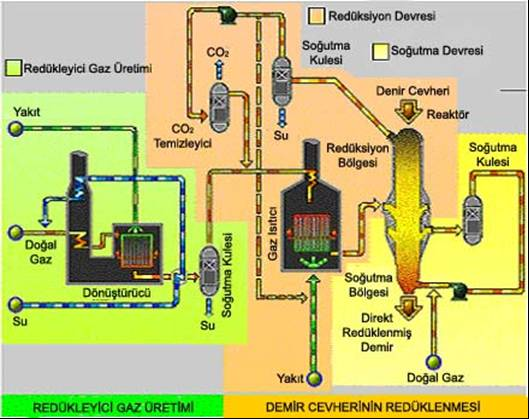 Redüksiyon Devresi
Soğutma
Kulesi
Soğutma Devresi
Redükleyici Gaz Üretimi
CO2
Denir Cevheri
Reaktör
Yakıt
CO2
Temizleyici
Su
Redüksiyon
Bölgesi
Soğutma
Kulesi
Gaz Isıtıcı
Doğal
Gaz
Dönüştürücü
Soğutma Kulesi
Soğutma
Bölgesi
Su
Su
Direkt
Redüklenmiş
Demir
Yakıt
Doğal Gaz
REDÜKLEYİCİ GAZ ÜRETİMİ
DEMİR CEVHERİNİN REDÜKLENMESİ